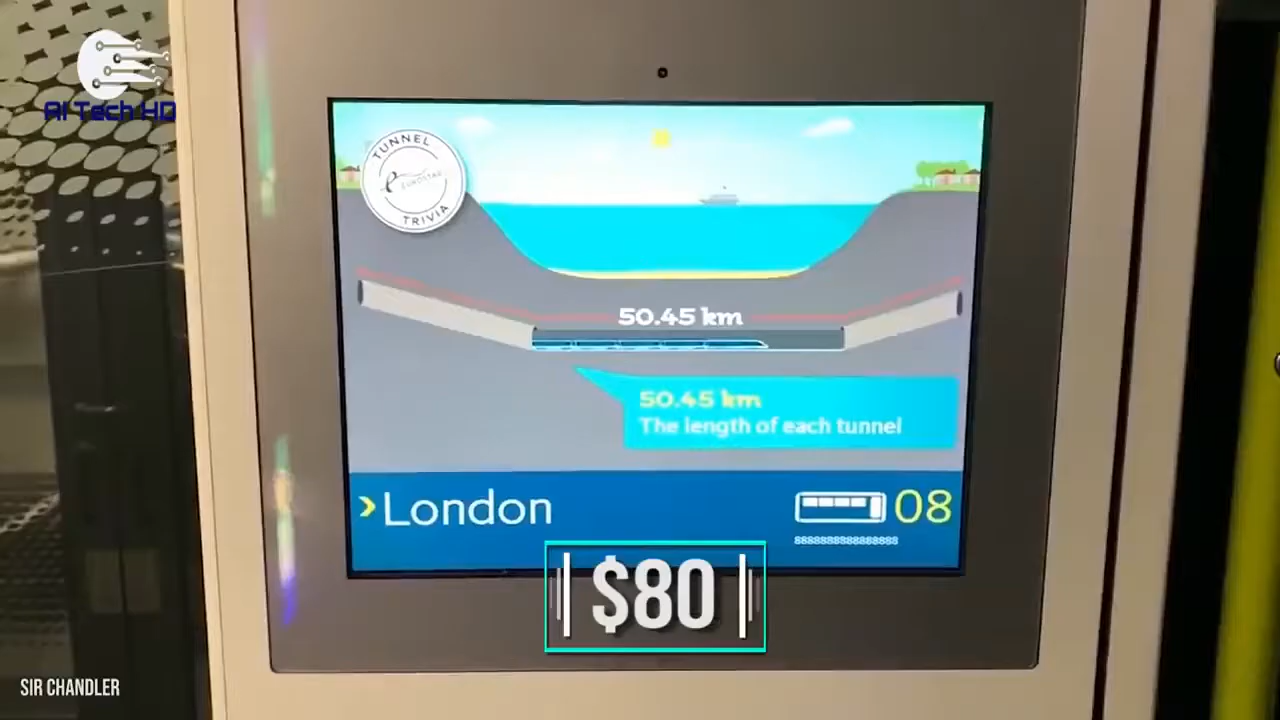 AI Tech HD
TUNNEL
EUROSTAR
TRIVIA
50.45 km
50.45 km
The length of each tunnel
London
08
$80
SIR CHANDLER